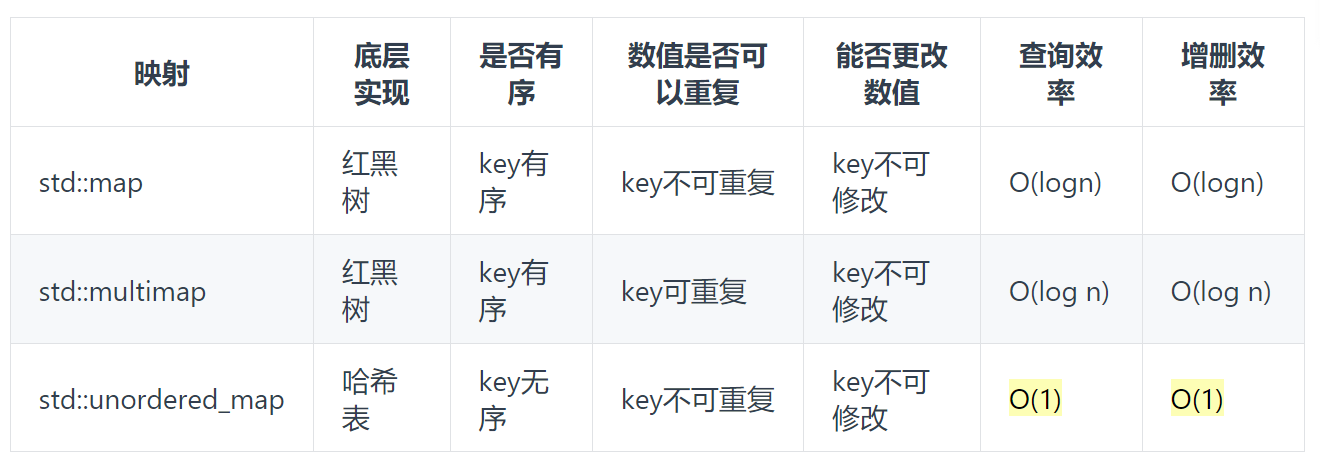 映射
底层
实现
是否有
序
数值是否可
以重复
能否更改
数值
查询效
率
增删效
率
std::map
红黑
树
key有
序
key不可重复
key不可
修改
O(logn)
O(logn)
std::multimap
红黑
树
key有
序
key可重复
key不可
修改
O(log n)
O(log n)
std::unordered_map
哈希
表
key无
序
key不可重复
key不可
修改
O(1)
O(1)